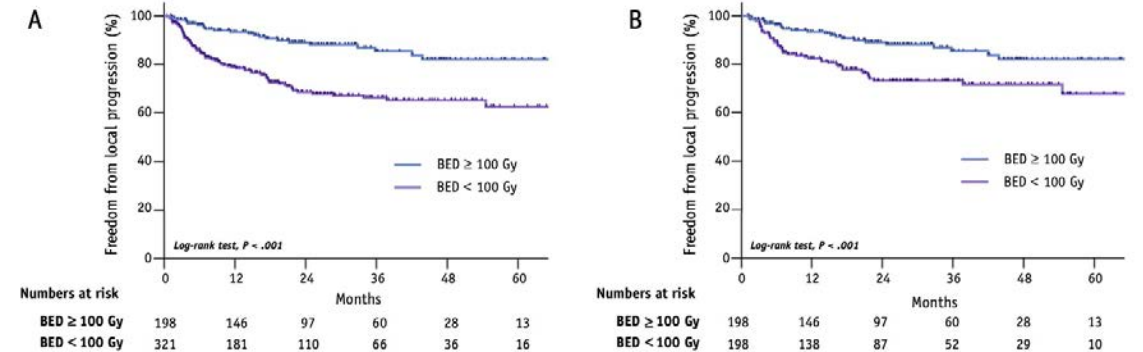 A
Freedom from local progression (%)
100
80
60
40
20
0
BED ≥ 100 Gy
BED < 100 Gy
Log-rank test, P < .001
0 12 24 36 48 60
Months
Numbers at risk
BED ≥ 100 Gy 198 146 97 60 28 13
BED < 100 Gy 321 181 110 66 36 16
B
Freedom from local progression (%)
100
80
60
40
20
0
BED ≥ 100 Gy
BED < 100 Gy
Log-rank test, P < .001
0 12 24 36 48 60
Months
Numbers at risk
BED ≥ 100 Gy 198 146 97 60 28 13
BED < 100 Gy 198 138 87 52 29 10